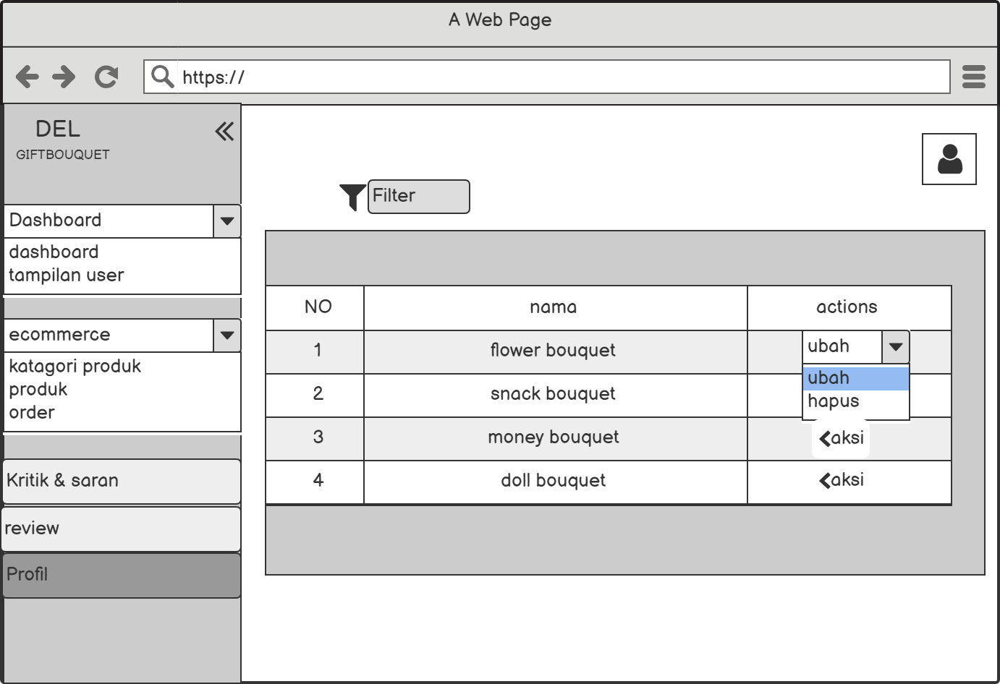 A Web Page
https://
DEL
GIFTBOUQUET
Dashboard
dashboard
tampilan user
ecommerce
katagori produk
produk
order
Kritik & saran
review
Profil
Filter
NO nama actions
1 flower bouquet ubah
ubah
2 snack bouquet
hapus
3 money bouquet aksi
4 doll bouquet aksi